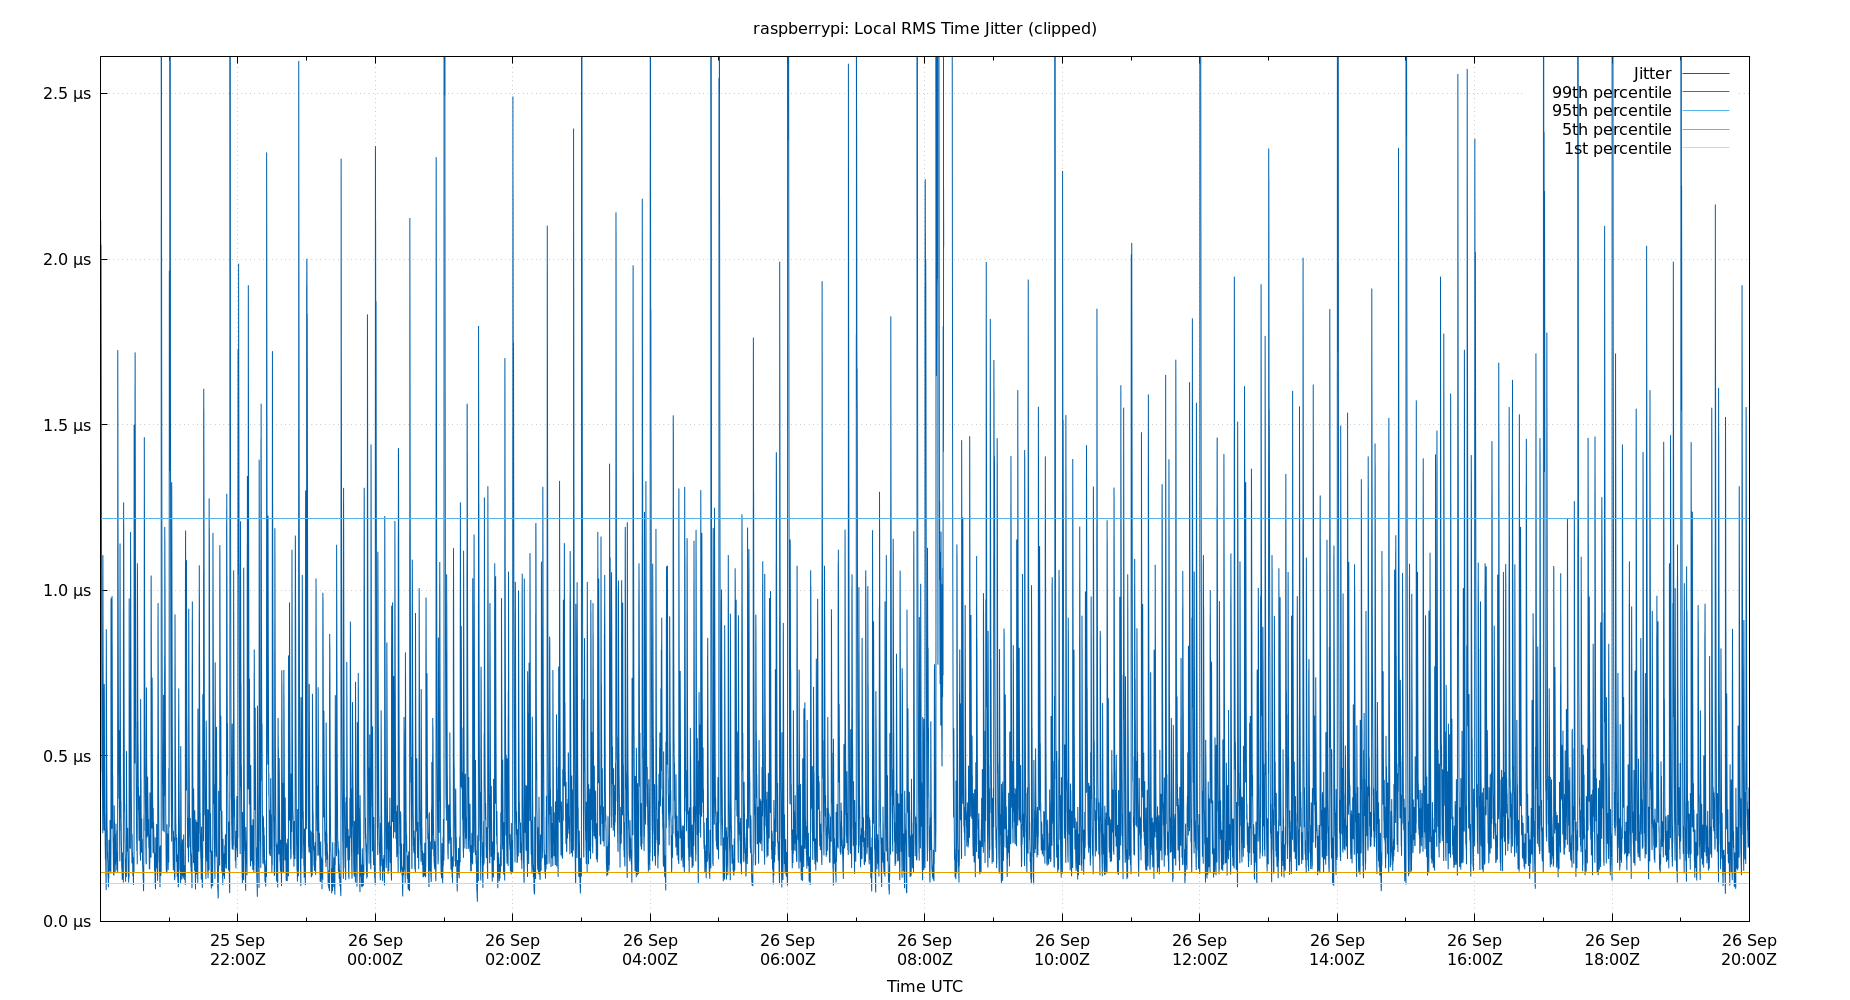 raspberrypi: Local RMS Time Jitter (clipped)
Jitter
99th percentile
95th percentile
5th percentile
1st percentile
2.5 µs
2.0 µs
1.5 µs
1.0 µs
0.5 µs
0.0 µs
25 Sep 26 Sep 26 Sep 26 Sep 26 Sep 26 Sep 26 Sep 26 Sep 26 Sep 26 Sep 26 Sep 26 Sep
22:00Z 00:00Z 02:00Z 04:00Z 06:00Z 08:00Z 10:00Z 12:00Z 14:00Z 16:00Z 18:00Z 20:00Z
Time UTC